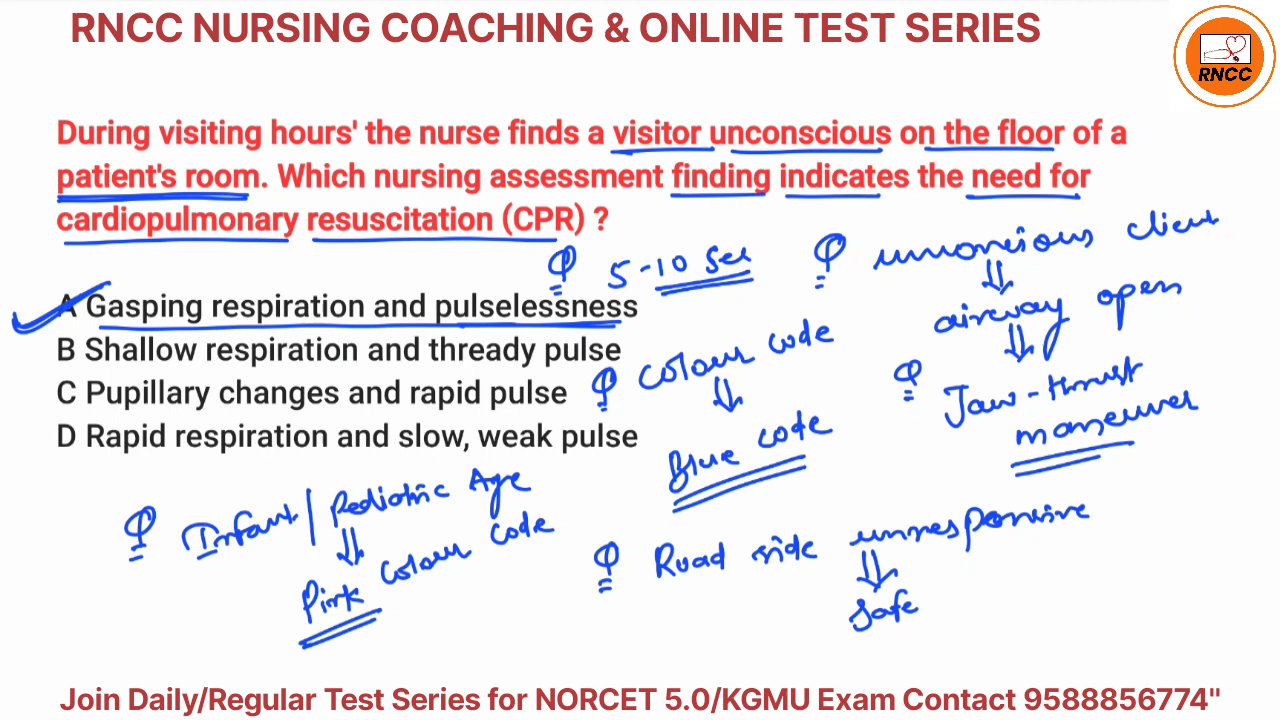 RNCC NURSING COACHING & ONLINE TEST SERIES
RNCC
During visiting hours' the nurse finds a visitor unconscious on the floor of a
patient's room. Which nursing assessment finding indicates the need for
cardiopulmonary resuscitation (CPR) ?
A Gasping respiration and pulselessness
B Shallow respiration and thready pulse
C Pupillary changes and rapid pulse
D Rapid respiration and slow, weak pulse
5-10 Sec
colour code
Blue code
client
airway open
Jaw-thrust
maneuver
Infant/ Pediatric Age
Pink colour code
Road side unresponsive
Safe
Join Daily/Regular Test Series for NORCET 5.0/KGMU Exam Contact 9588856774"